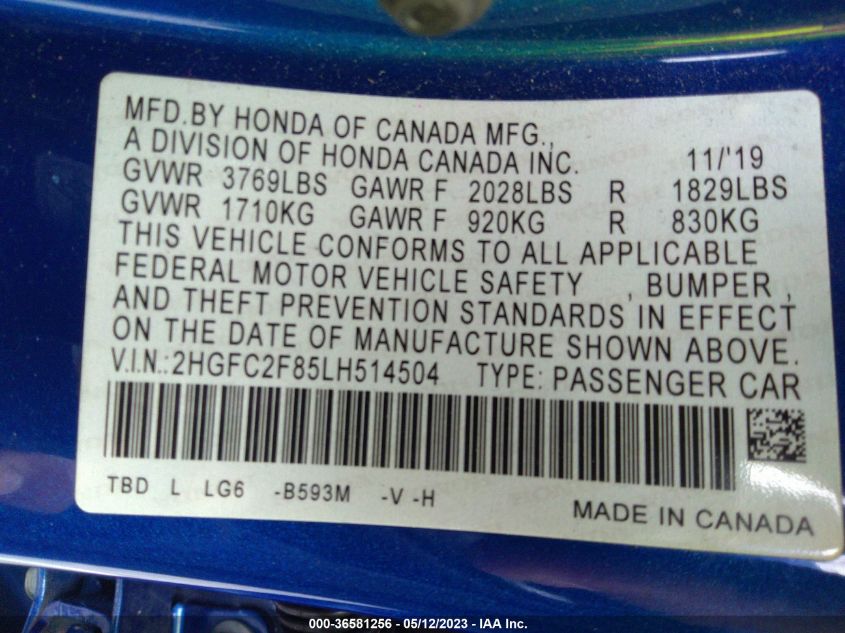 MFD.BY HONDA OF CANADA MFG.,
A DIVISION OF HONDA CANADA INC. 11/'19
GVWR 3769LBS GAWR F 2028LBS R 1829LBS
GVWR 1710KG GAWR F 920KG R 830KG
THIS VEHICLE CONFORMS TO ALL APPLICABLE
FEDERAL MOTOR VEHICLE SAFETY , BUMPER ,
AND THEFT PREVENTION STANDARDS IN EFFECT
ON THE DATE OF MANUFACTURE SHOWN ABOVE.
V.I.N.:2HGFC2F85LH514504 TYPE: PASSENGER CAR
TBD L LG6 -B593M -V -H
MADE IN CANADA
000-36581256 - 05/12/2023 - IAA Inc.